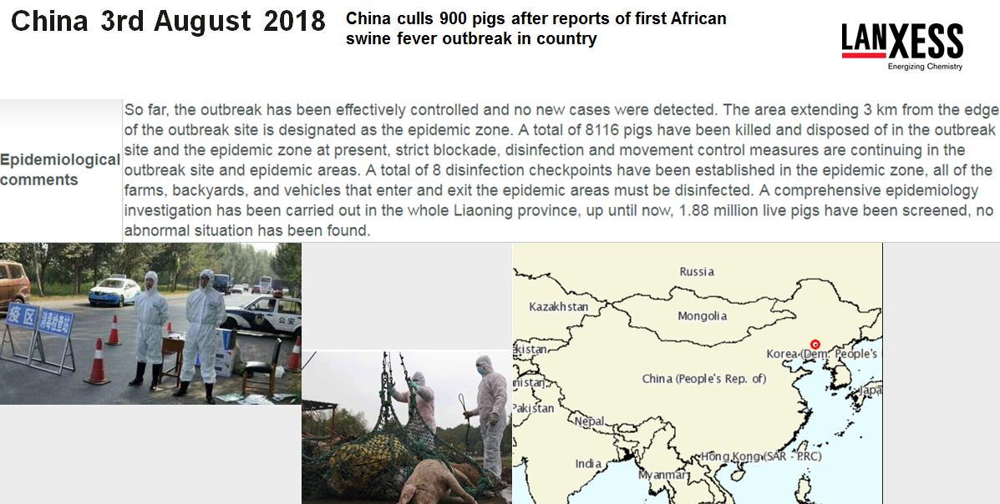 China 3rd August 2018
China culls 900 pigs after reports of first African
swine fever outbreak in country
LANXESS
Energizing Chemistry
Epidemiological
comments
So far, the outbreak has been effectively controlled and no new cases were detected. The area extending 3 km from the edge
of the outbreak site is designated as the epidemic zone. A total of 8116 pigs have been killed and disposed of in the outbreak
site and the epidemic zone at present, strict blockade, disinfection and movement control measures are continuing in the
outbreak site and epidemic areas. A total of 8 disinfection checkpoints have been established in the epidemic zone, all of the
farms, backyards, and vehicles that enter and exit the epidemic areas must be disinfected. A comprehensive epidemiology
investigation has been carried out in the whole Liaoning province, up until now, 1.88 million live pigs have been screened, no
abnormal situation has been found.
疫区
消毒检查站
公安
Russia
Kazakhstan
Mongolia
kistan
Korea (Dem. People's
China (People's Rep. of)
nistan
Japa
Pakistan
Nepal
Hong Kong (SAR - PRC)
India
Myanmar